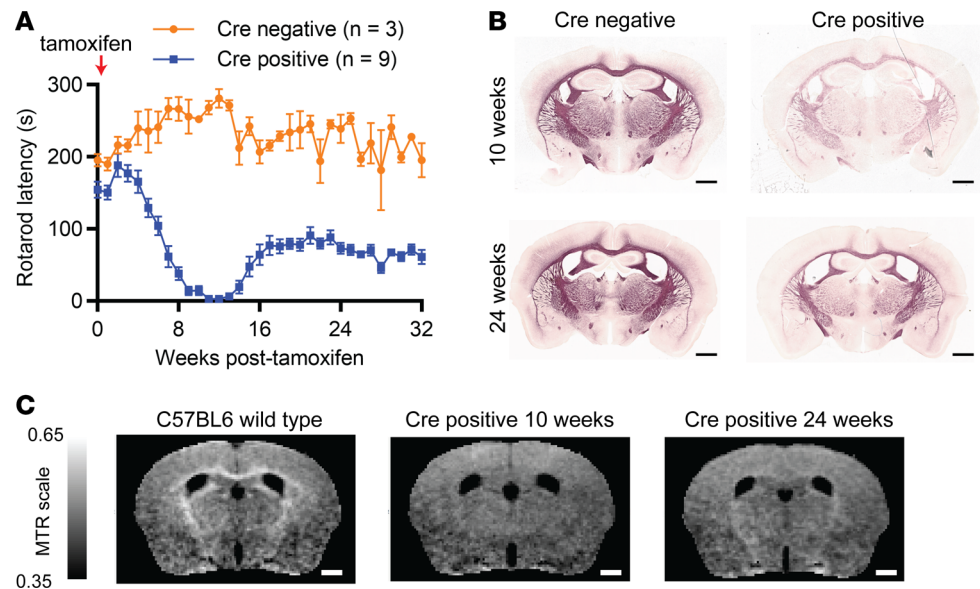 A
tamoxifen
Cre negative (n = 3)
Cre positive (n = 9)
Rotarod latency (s)
300
200
100
0
0 8 16 24 32
Weeks post-tamoxifen
B
Cre negative Cre positive
10 weeks
24 weeks
C
C57BL6 wild type Cre positive 10 weeks Cre positive 24 weeks
0.65
MTR scale
0.35